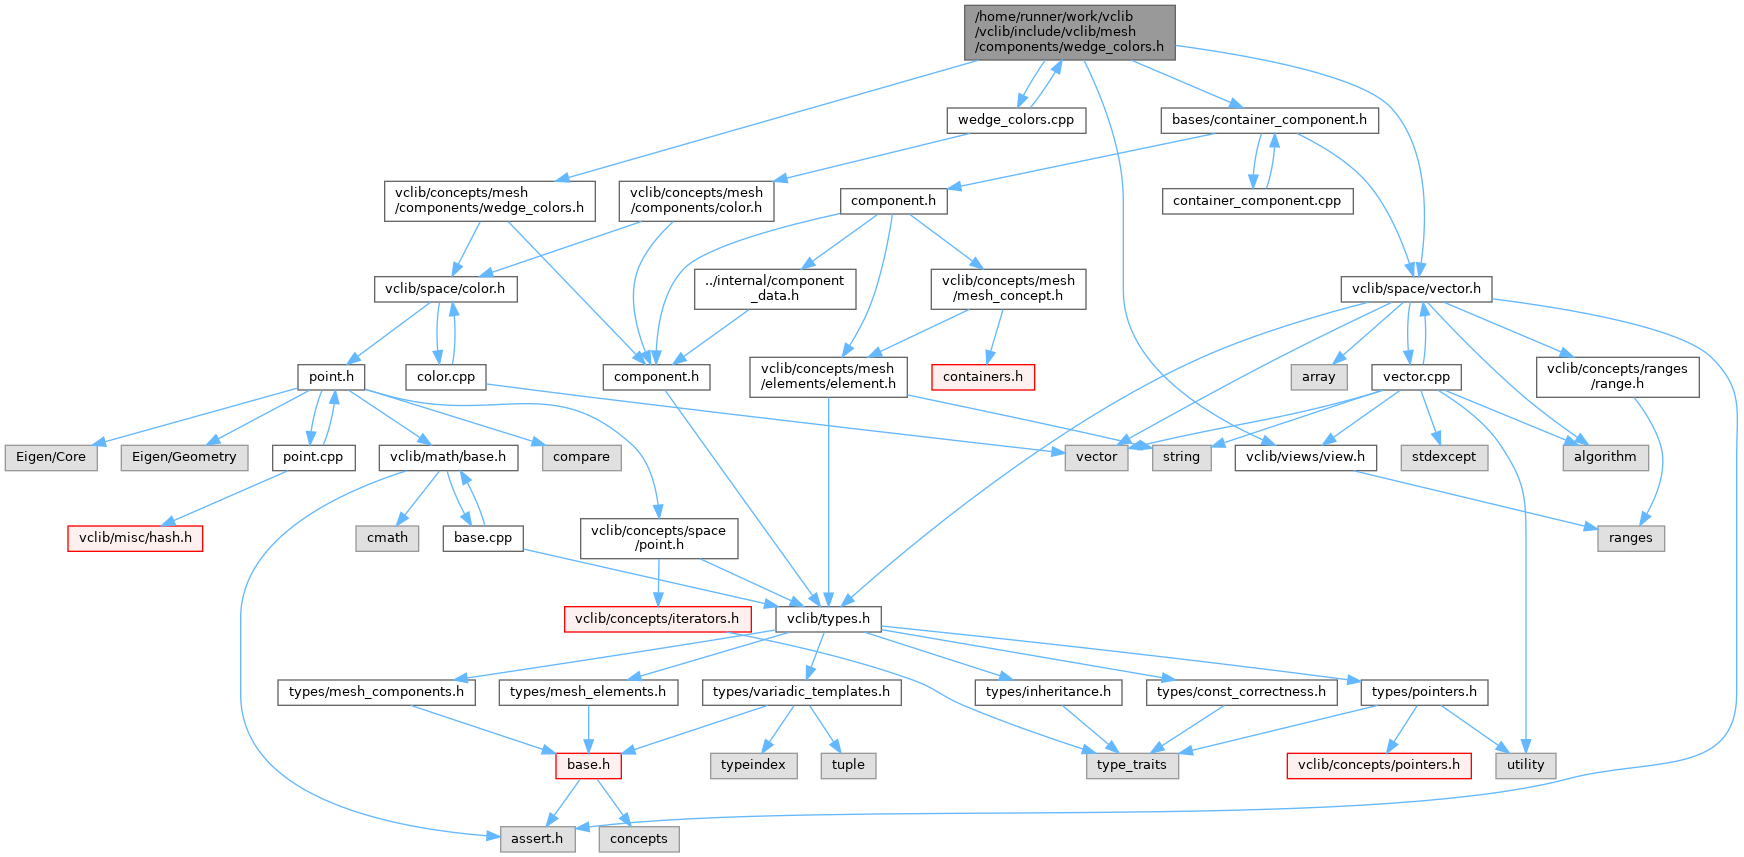 /home/runner/work/vclib
/vclib/include/vclib/mesh
/components/wedge_colors.h
wedge_colors.cpp
bases/container_component.h
vclib/concepts/mesh
/components/wedge_colors.h
vclib/concepts/mesh
/components/color.h
component.h
container_component.cpp
vclib/space/color.h
../internal/component
_data.h
vclib/concepts/mesh
/mesh_concept.h
vclib/space/vector.h
point.h
color.cpp
component.h
vclib/concepts/mesh
/elements/element.h
containers.h
array
vector.cpp
vclib/concepts/ranges
/range.h
Eigen/Core
Eigen/Geometry
point.cpp
vclib/math/base.h
compare
vector
string
vclib/views/view.h
stdexcept
algorithm
vclib/misc/hash.h
cmath
base.cpp
vclib/concepts/space
/point.h
ranges
vclib/concepts/iterators.h
vclib/types.h
types/mesh_components.h
types/mesh_elements.h
types/variadic_templates.h
types/inheritance.h
types/const_correctness.h
types/pointers.h
base.h
typeindex
tuple
type_traits
vclib/concepts/pointers.h
utility
assert.h
concepts